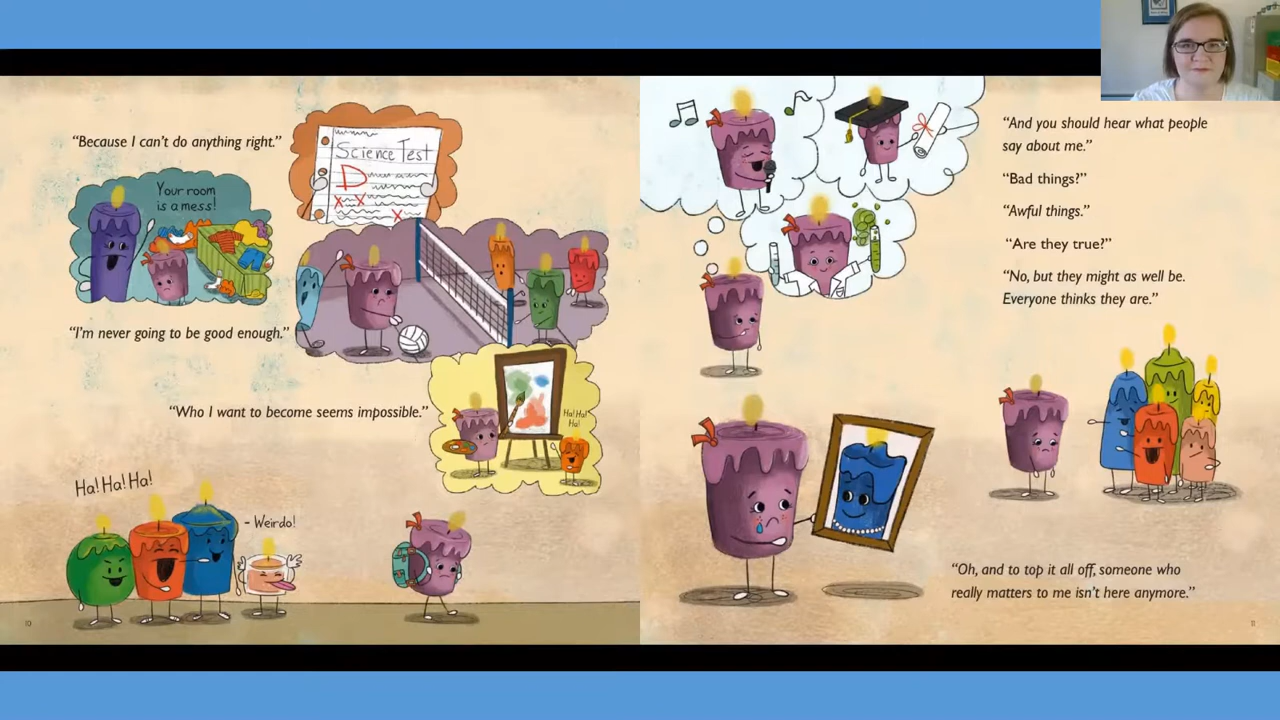 "Because I can't do anything right."
Your room
is a mess!
Science Test
D
"I'm never going to be good enough."
"Who I want to become seems impossible."
Ha! Ha!
Ha!
Ha! Ha! Ha!
- Weirdo!
10
"And you should hear what people
say about me."
"Bad things?"
"Awful things."
"Are they true?"
"No, but they might as well be.
Everyone thinks they are."
"Oh, and to top it all off, someone who
really matters to me isn't here anymore."
11